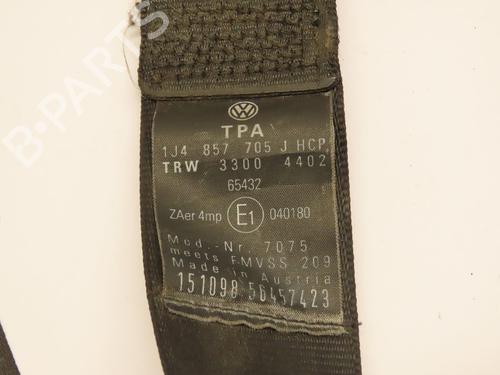 B-PARTS
TPA
1J4 857 705 J HCP.
TRW 3300 4402
65432
ZAer 4mp E1 040180
Mod.-Nr. 7075
meets FMVSS 209
Made in Austria
151098 56457423